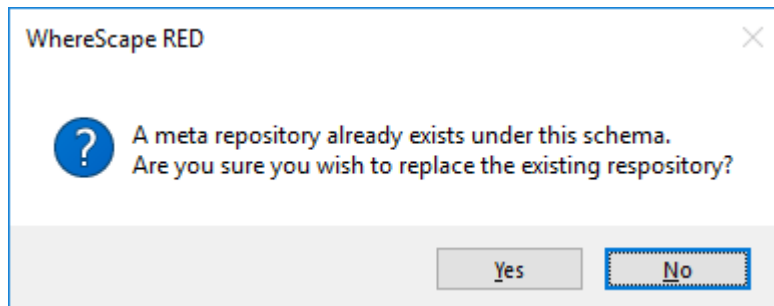 WhereScape RED
?
A meta repository already exists under this schema.
Are you sure you wish to replace the existing respository?
Yes
No